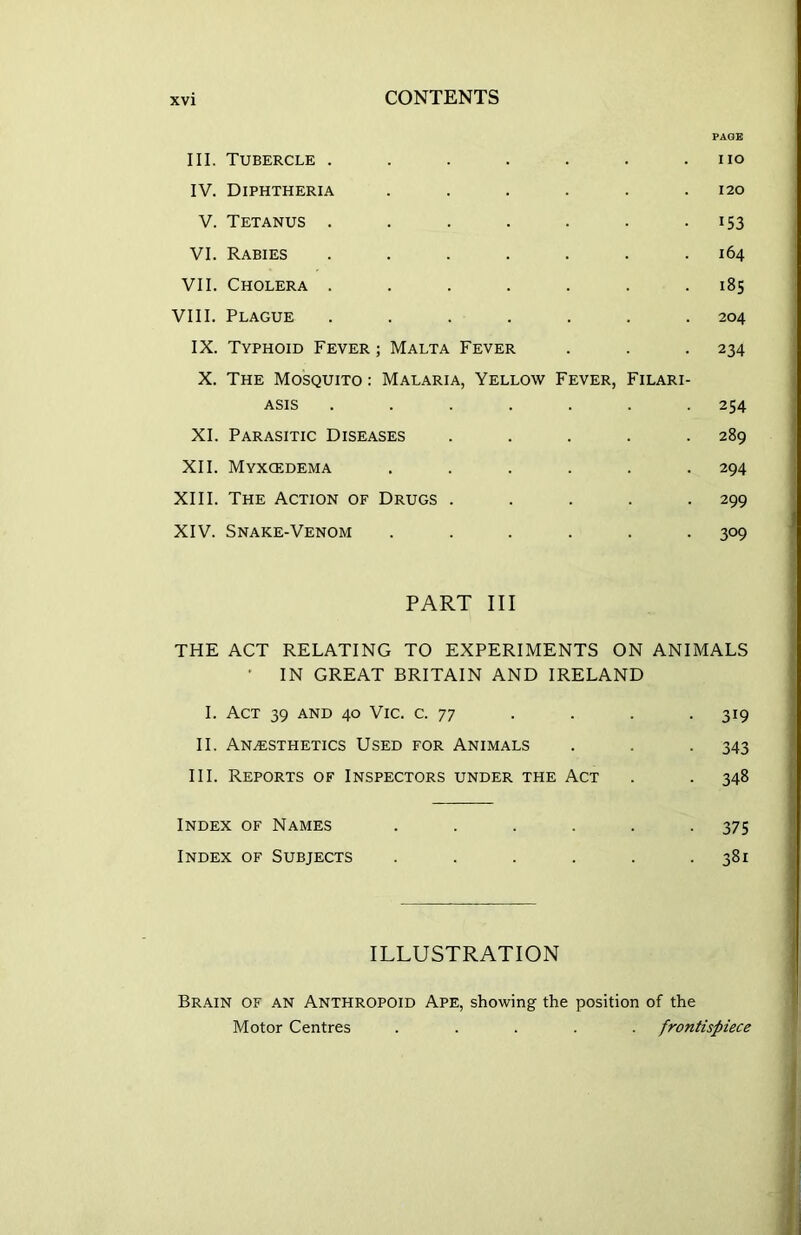 xvi CONTENTS
PAGE
III. TUBERCLE . . . . . . . 110
IV. DIPHTHERIA . . . . . . 120
V. TETANUS . . . . . . . 153
VI. RABIES . . . . . . . 164
VII. CHOLERA . . . . . . . 185
VIII. PLAGUE . . . . . . . 204
IX. TYPHOID FEVER ; MALTA FEVER . . . 234
X. THE MOSQUITO : MALARIA, YELLOW FEVER, FILARI-
ASIS . . . . . . . 254
XI. PARASITIC DISEASES . . . . . 289
XII. MYXŒDEMA . . . . . . 294
XIII. THE ACTION OF DRUGS . . . . . 299
XIV. SNAKE-VENOM . . . . . . 309
PART III
THE ACT RELATING TO EXPERIMENTS ON ANIMALS
IN GREAT BRITAIN AND IRELAND
I. ACT 39 AND 40 VIC. C. 77 . . . . 319
II. ANÆSTHETICS USED FOR ANIMALS . . . 343
III. REPORTS OF INSPECTORS UNDER THE ACT . . 348
INDEX OF NAMES . . . . . . 375
INDEX OF SUBJECTS . . . . . . 381
ILLUSTRATION
BRAIN OF AN ANTHROPOID APE, showing the position of the
Motor Centres . . . . . frontispiece